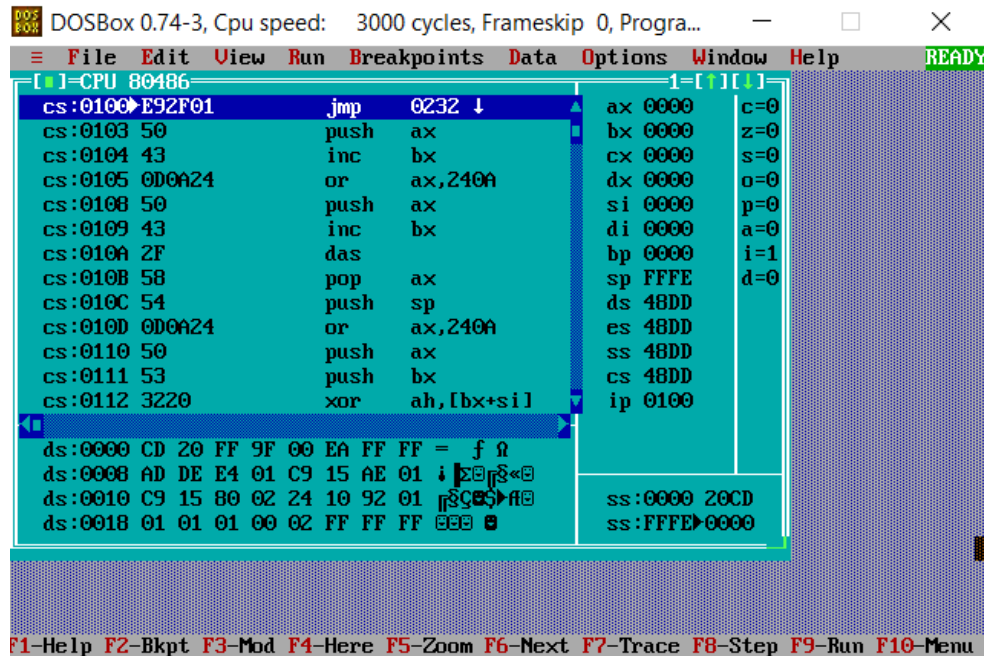 DOSBox 0.74-3, Cpu speed: 3000 cycles, Frameskip 0, Progra...
≡ File Edit View Run Breakpoints Data Options Window Help READY
[■]=CPU 80486 1=[↑][↓]
cs:0100►E92F01 jmp 0232 ↓ ax 0000 c=0
cs:0103 50 push ax bx 0000 z=0
cs:0104 43 inc bx cx 0000 s=0
cs:0105 0D0A24 or ax,240A dx 0000 o=0
cs:0108 50 push ax si 0000 p=0
cs:0109 43 inc bx di 0000 a=0
cs:010A 2F das bp 0000 i=1
cs:010B 58 pop ax sp FFFE d=0
cs:010C 54 push sp ds 48DD
cs:010D 0D0A24 or ax,240A es 48DD
cs:0110 50 push ax ss 48DD
cs:0111 53 push bx cs 48DD
cs:0112 3220 xor ah,[bx+si] ip 0100
ds:0000 CD 20 FF 9F 00 EA FF FF = ƒ Ω
ds:0008 AD DE E4 01 C9 15 AE 01 ¡ ▐Σ☺╔§«☺
ds:0010 C9 15 80 02 24 10 92 01 ╔§Ç☻$►Æ☺ ss:0000 20CD
ds:0018 01 01 01 00 02 FF FF FF ☺☺☺ ☻ ss:FFFE►0000
F1-Help F2-Bkpt F3-Mod F4-Here F5-Zoom F6-Next F7-Trace F8-Step F9-Run F10-Menu